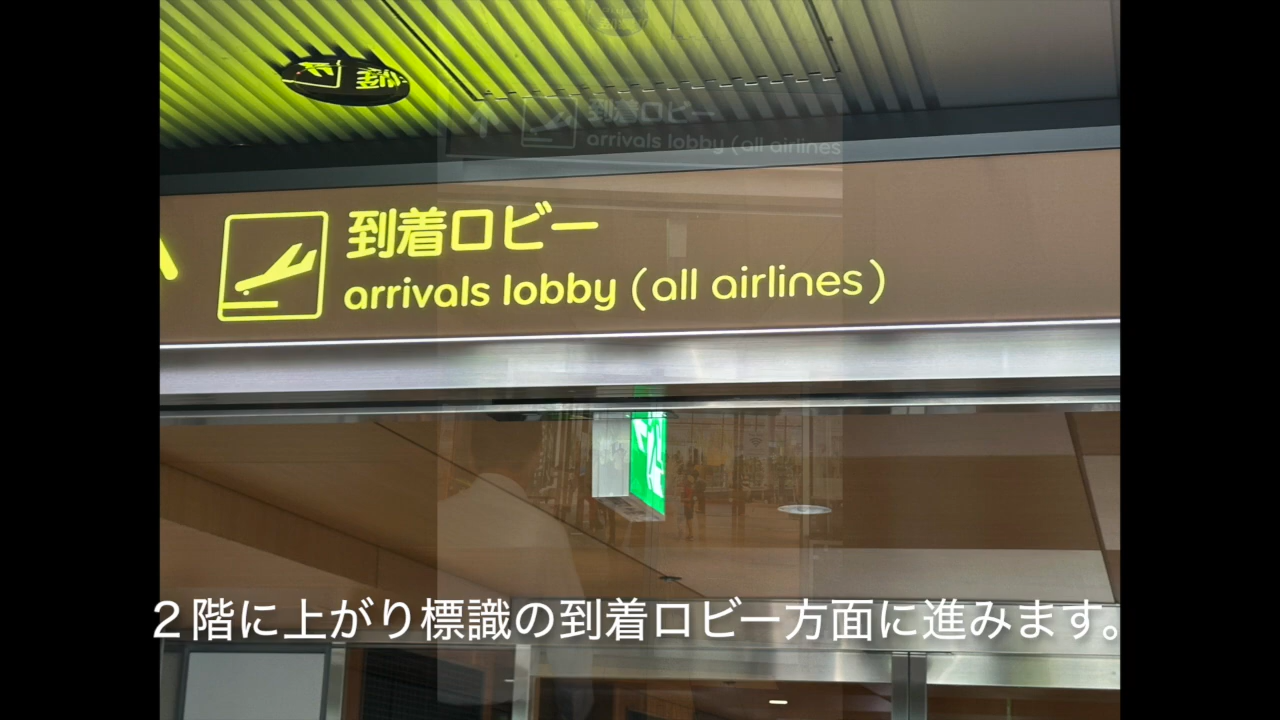 到着ロビー
arrivals lobby (all airlines
到着ロビー
arrivals lobby (all airlines)
２階に上がり標識の到着ロビー方面に進みます。